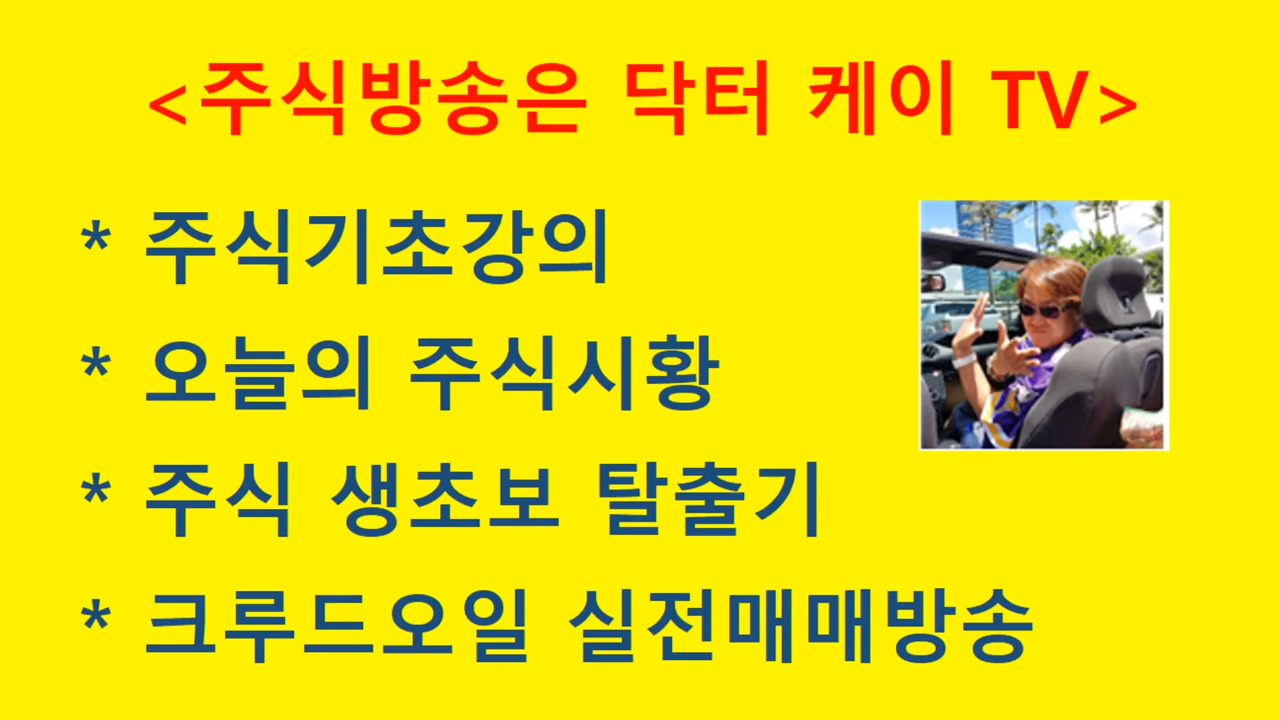 <주식방송은 닥터 케이 TV>
* 주식기초강의
* 오늘의 주식시황
* 주식 생초보 탈출기
* 크루드오일 실전매매방송